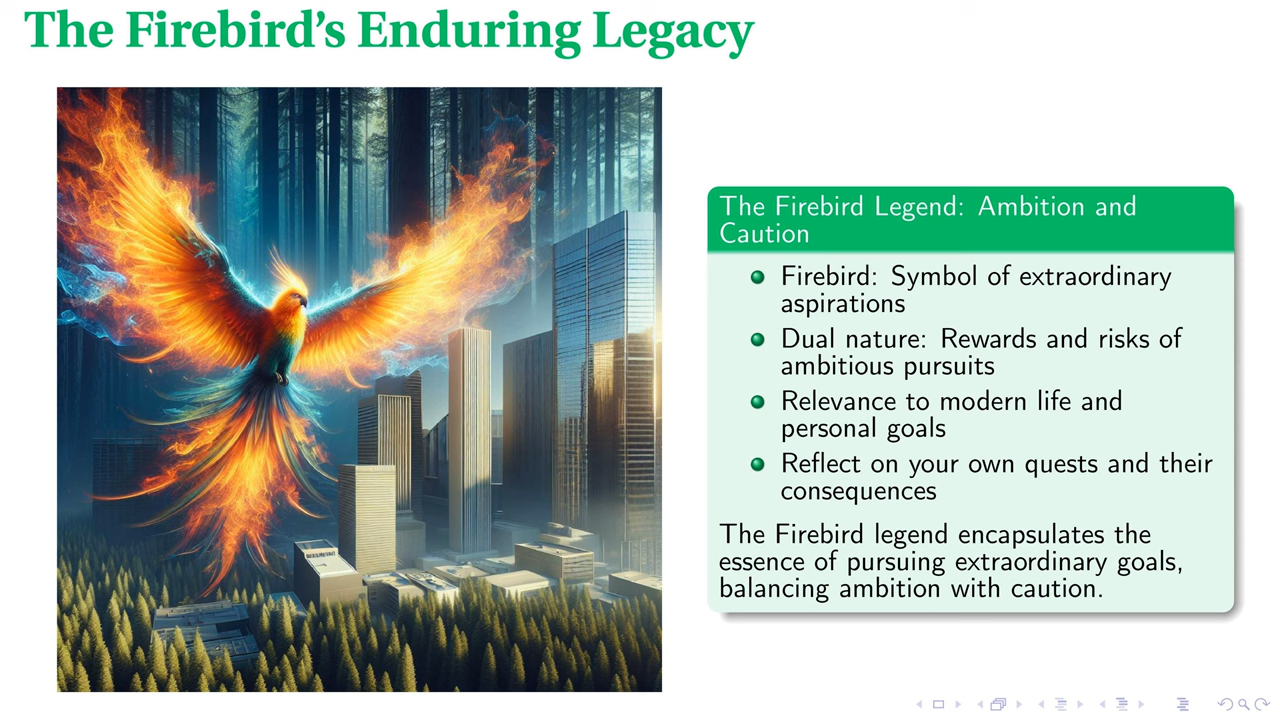 The Firebird's Enduring Legacy
The Firebird Legend: Ambition and
Caution
Firebird: Symbol of extraordinary
aspirations
Dual nature: Rewards and risks of
ambitious pursuits
Relevance to modern life and
personal goals
Reflect on your own quests and their
consequences
The Firebird legend encapsulates the
essence of pursuing extraordinary goals,
balancing ambition with caution.